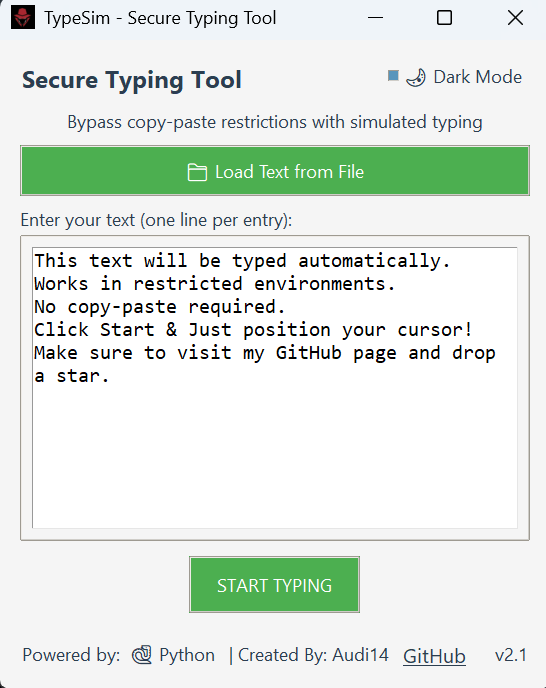 TypeSim - Secure Typing Tool
Secure Typing Tool
Dark Mode
Bypass copy-paste restrictions with simulated typing
Load Text from File
Enter your text (one line per entry):
This text will be typed automatically.
Works in restricted environments.
No copy-paste required.
Click Start & Just position your cursor!
Make sure to visit my GitHub page and drop
a star.
START TYPING
Powered by: Python | Created By: Audi14 GitHub v2.1